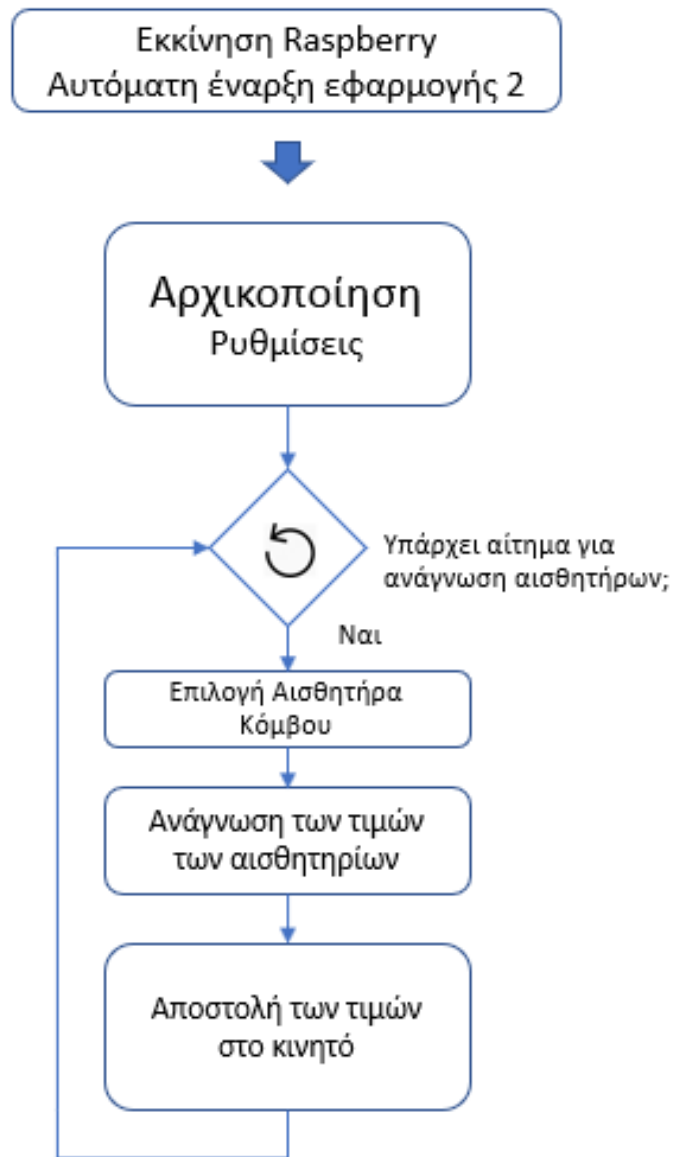 Εκκίνηση Raspberry
Αυτόματη έναρξη εφαρμογής 2
Αρχικοποίηση
Ρυθμίσεις
Υπάρχει αίτημα για
ανάγνωση αισθητήρων;
Ναι
Επιλογή Αισθητήρα
Κόμβου
Ανάγνωση των τιμών
των αισθητηρίων
Αποστολή των τιμών
στο κινητό